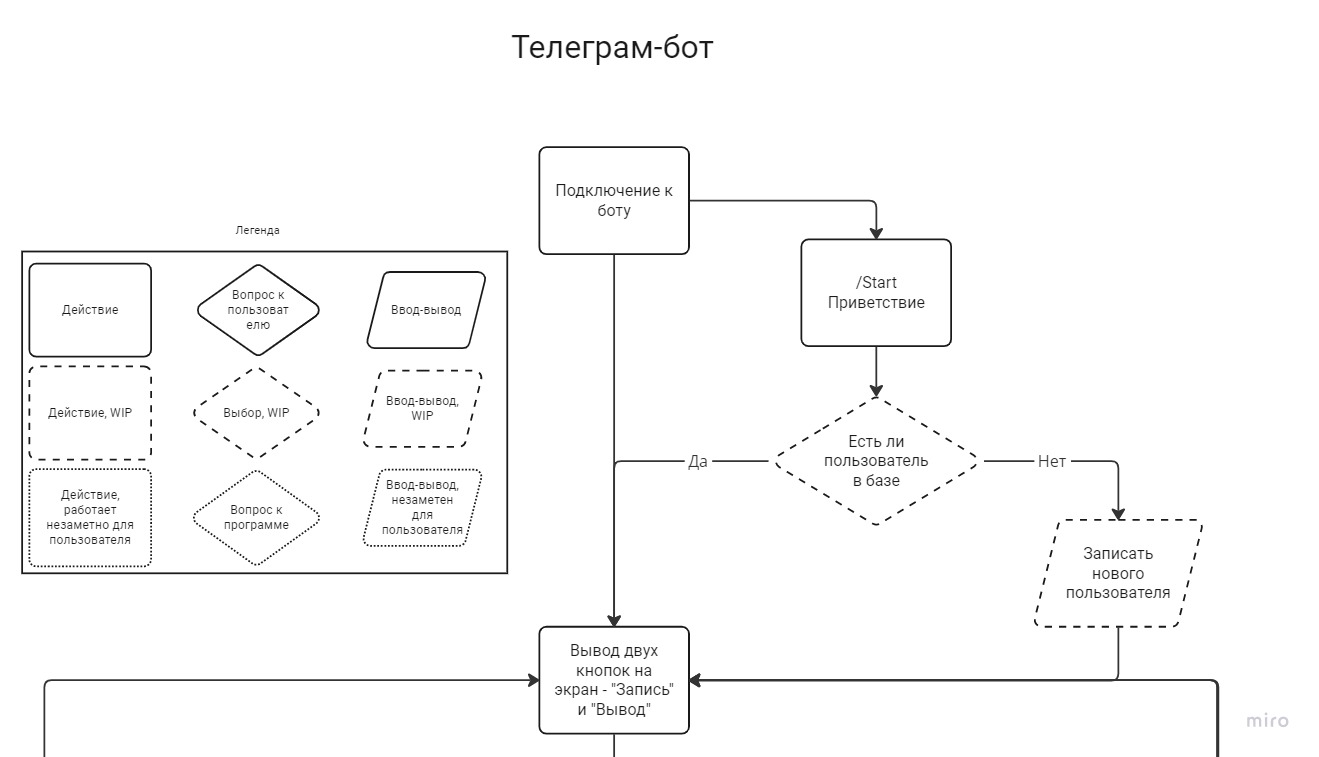 Телеграм-бот
Подключение к
боту
/Start
Приветствие
Легенда
Действие
Вопрос к
пользоват
елю
Ввод-вывод
Действие, WIP
Выбор, WIP
Ввод-вывод,
WIP
Действие,
работает
незаметно для
пользователя
Вопрос к
программе
Ввод-вывод,
незаметен
для
пользователя
Есть ли
пользователь
в базе
Да
Нет
Записать
нового
пользователя
Вывод двух
кнопок на
экран - "Запись"
и "Вывод"
miro